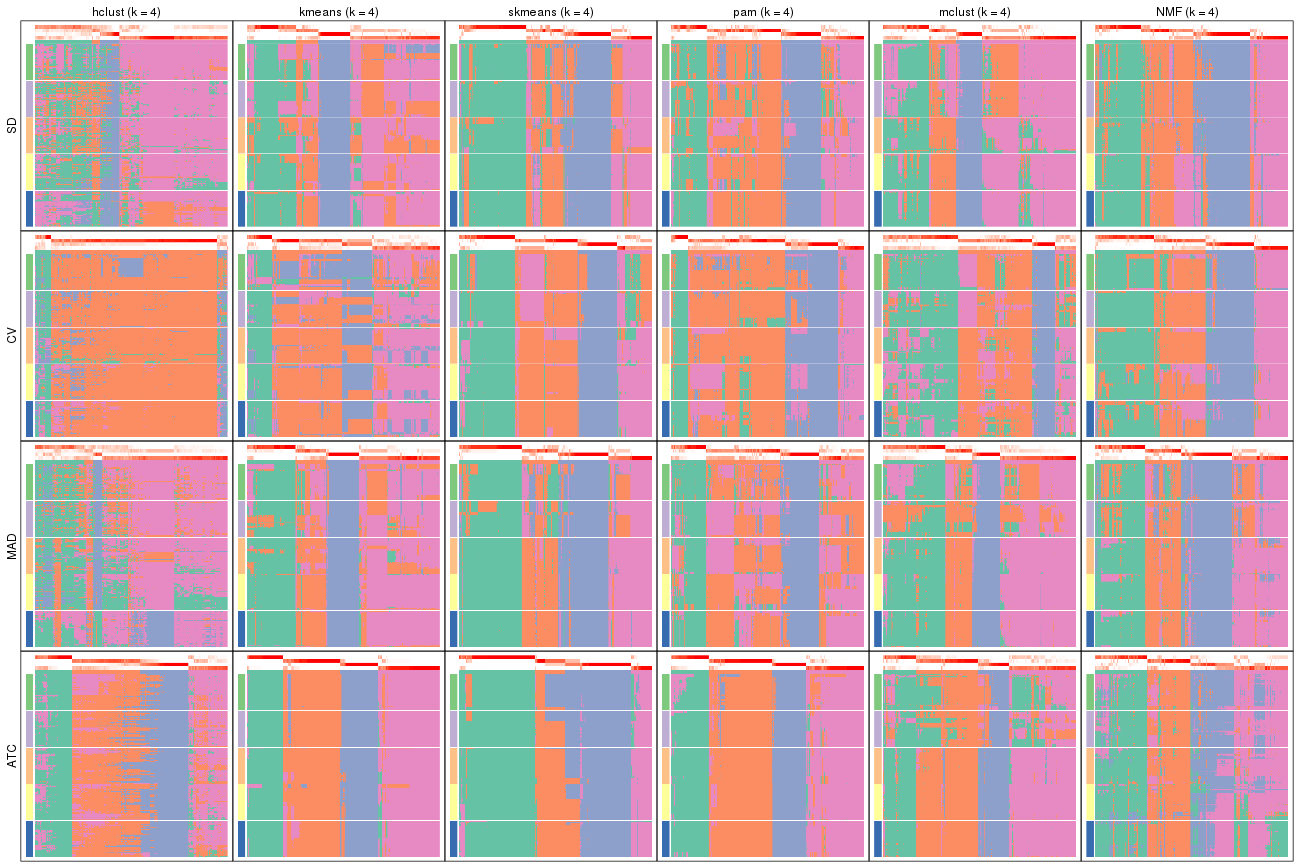 hclust (k = 4)
kmeans (k = 4)
skmeans (k = 4)
pam (k = 4)
mclust (k = 4)
NMF (k = 4)
SD
CV
MAD
ATC